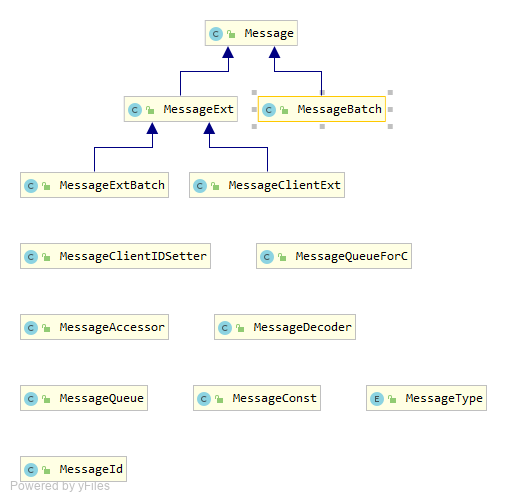 C Message
C MessageExt C MessageBatch
C MessageExtBatch C MessageClientExt
C MessageClientIDSetter C MessageQueueForC
C MessageAccessor C MessageDecoder
C MessageQueue C MessageConst E MessageType
C MessageId
Powered by yFiles